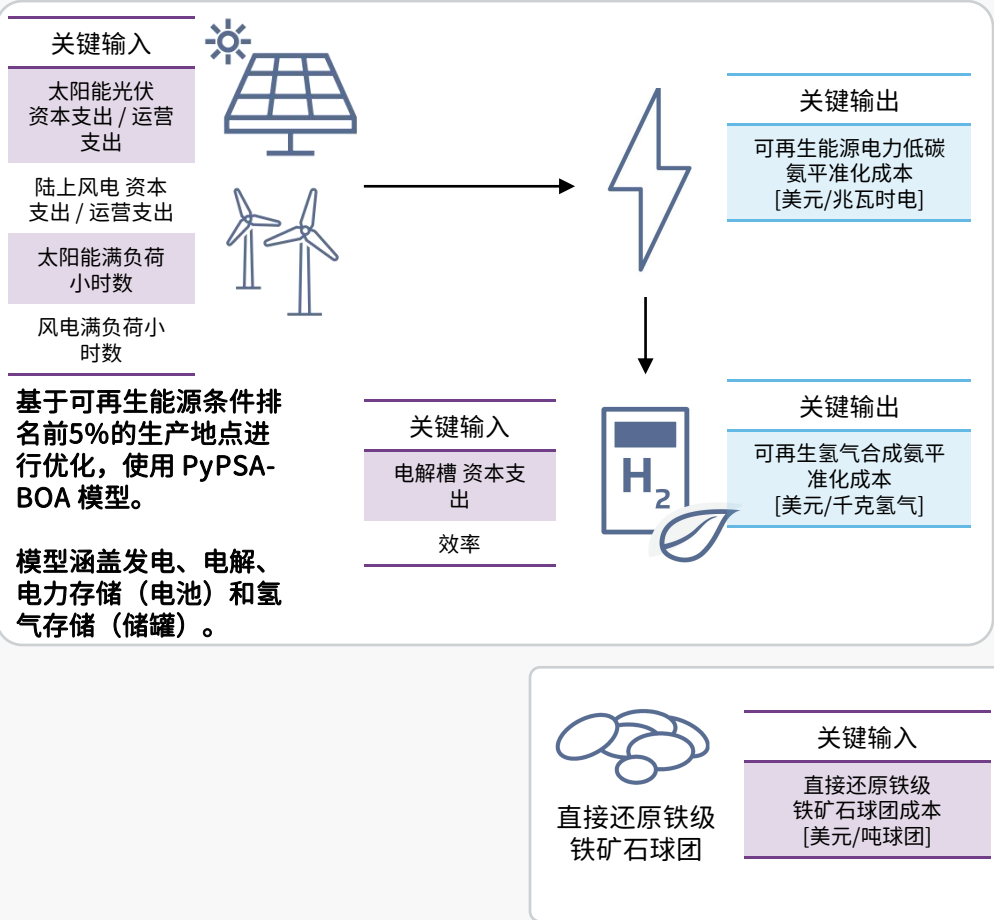 关键输入
太阳能光伏
资本支出 / 运营
支出
陆上风电 资本
支出 / 运营支出
太阳能满负荷
小时数
风电满负荷小
时数
基于可再生能源条件排
名前5%的生产地点进
行优化，使用 PyPSA-
BOA 模型。
模型涵盖发电、电解、
电力存储（电池）和氢
气存储（储罐）。
关键输出
可再生能源电力低碳
氨平准化成本
[美元/兆瓦时电]
关键输入
电解槽 资本支
出
效率
H2
关键输出
可再生氢气合成氨平
准化成本
[美元/千克氢气]
直接还原铁级
铁矿石球团
关键输入
直接还原铁级
铁矿石球团成本
[美元/吨球团]